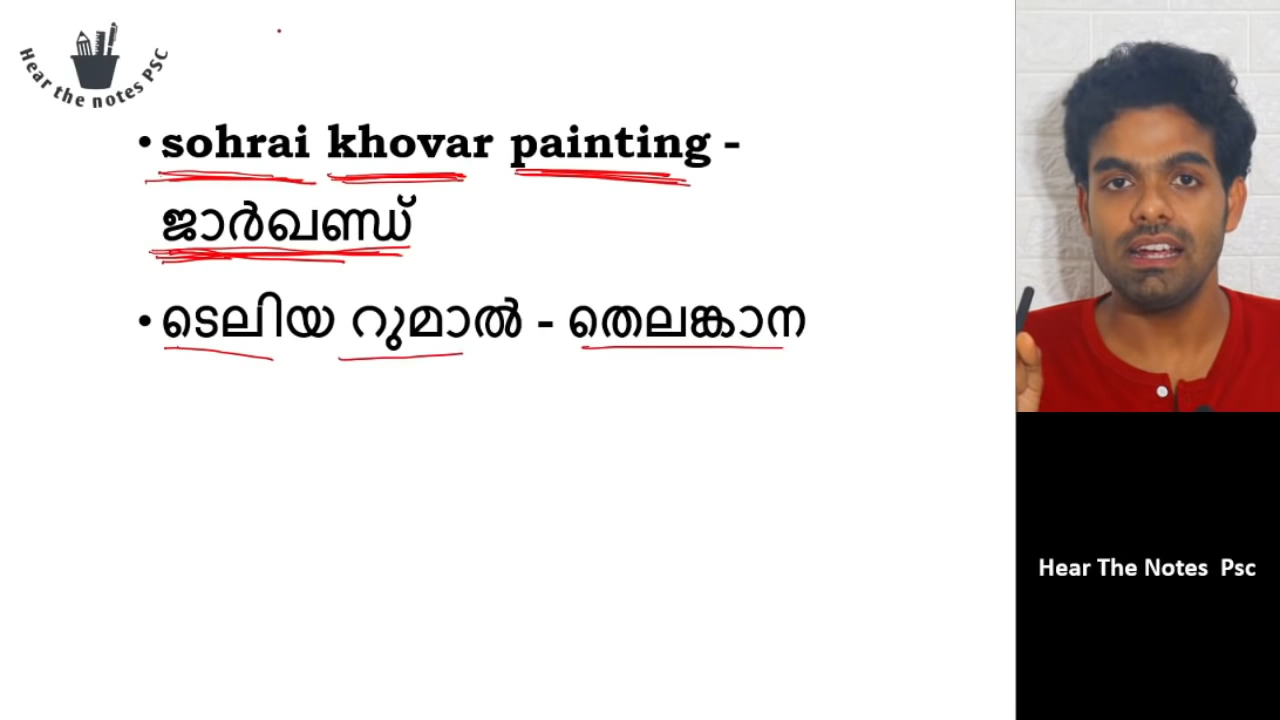 Hear the notes PSC
• sohrai khovar painting -
ജാർഖണ്ഡ്
• ടെലിയ റുമാൽ - തെലങ്കാന
Hear The Notes Psc